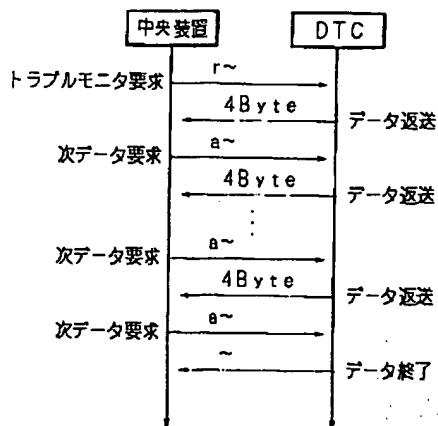 中央装置 DTC
r~
トラブルモニタ要求
4Byte
データ返送
a~
次データ要求
4Byte
データ返送
a~
次データ要求
4Byte
データ返送
a~
次データ要求
~
データ終了